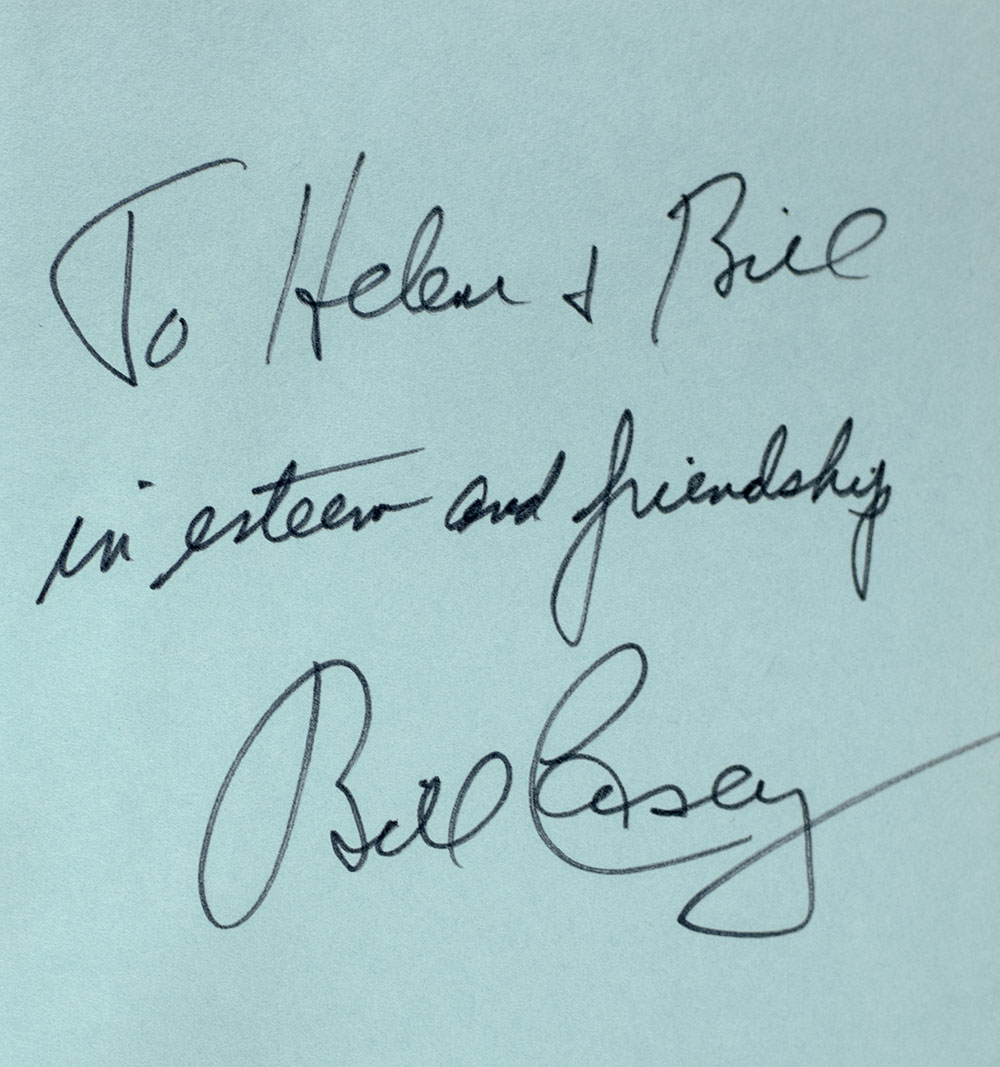 To Helen + Bill
in esteem and friendship
Bill Casey